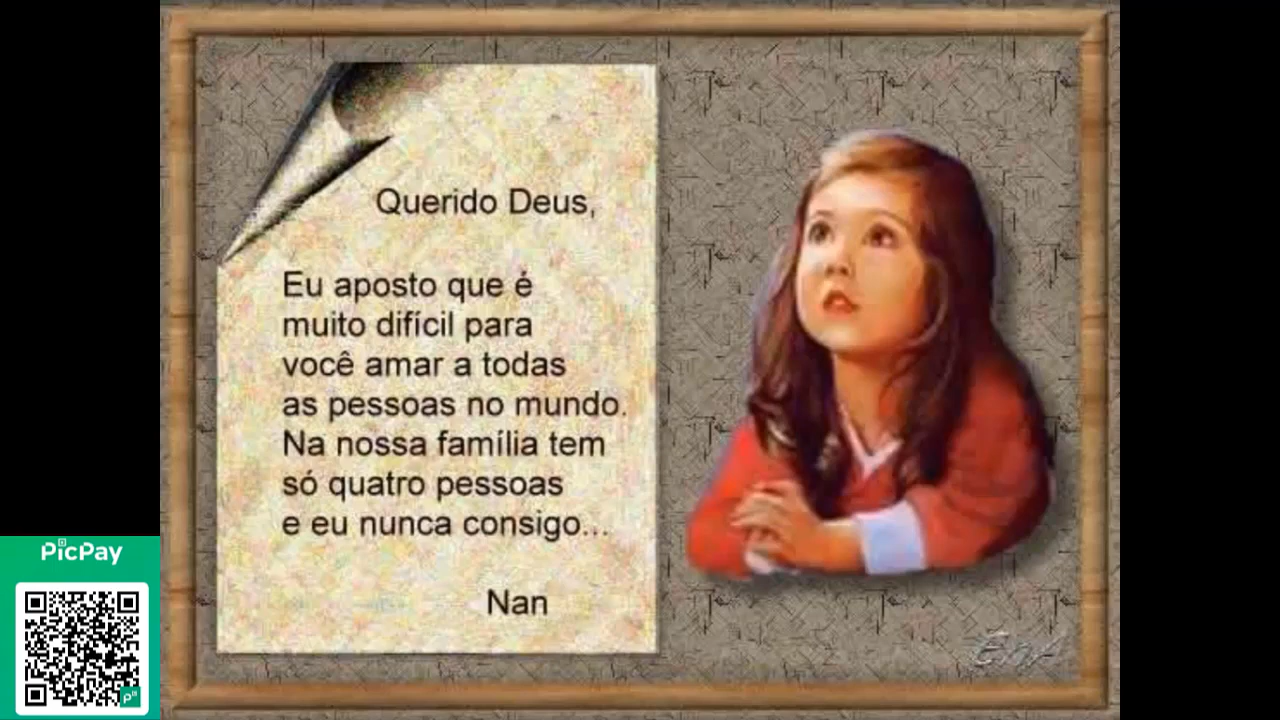 Querido Deus,
Eu aposto que é
muito difícil para
você amar a todas
as pessoas no mundo.
Na nossa família tem
só quatro pessoas
e eu nunca consigo...
Nan
PicPay